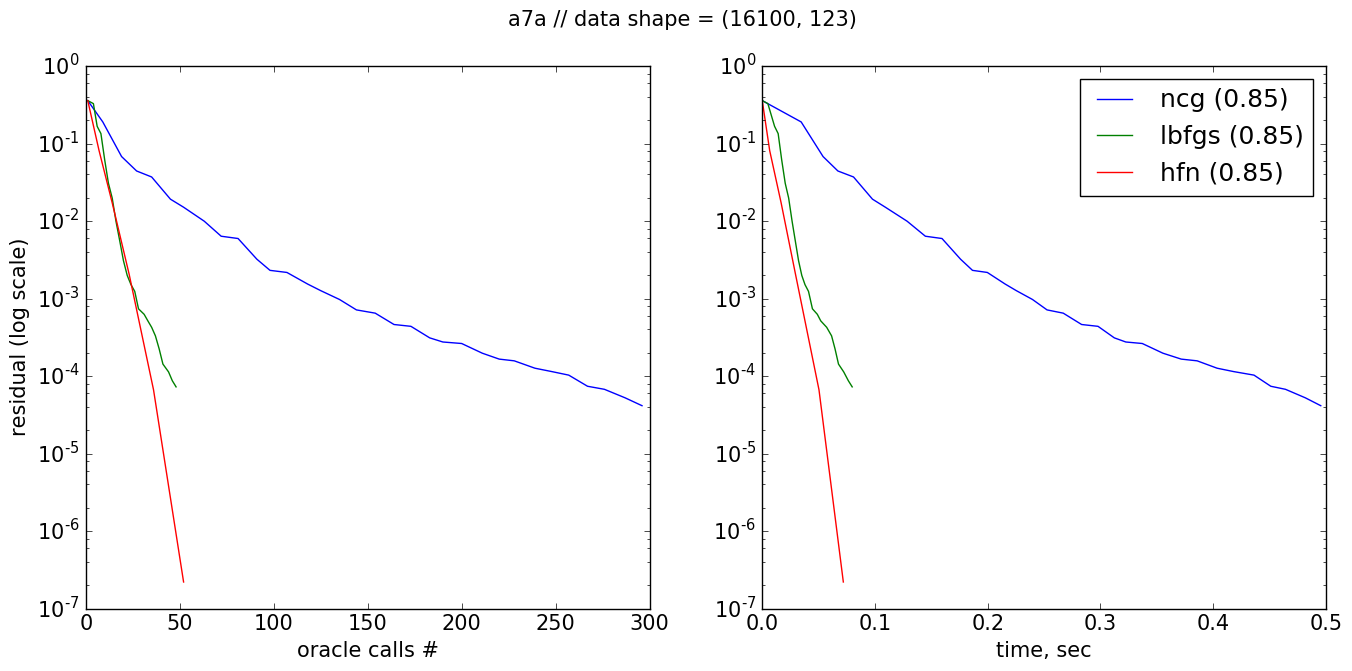 a7a // data shape = (16100, 123)
residual (log scale)
10^0
10^-1
10^-2
10^-3
10^-4
10^-5
10^-6
10^-7
0 50 100 150 200 250 300
oracle calls #
10^0
10^-1
10^-2
10^-3
10^-4
10^-5
10^-6
10^-7
ncg (0.85)
lbfgs (0.85)
hfn (0.85)
0.0 0.1 0.2 0.3 0.4 0.5
time, sec